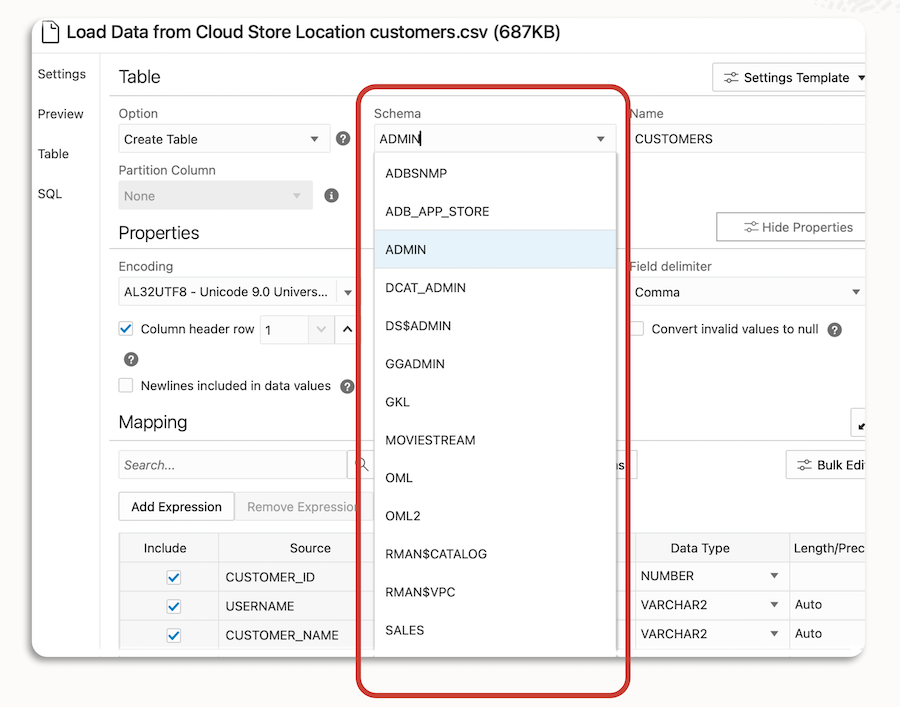 Load Data from Cloud Store Location customers.csv (687KB)
Settings
Preview
Table
SQL
Table
Settings Template
Option
Create Table
Schema
ADMIN
Name
CUSTOMERS
Partition Column
None
ADBSNMP
ADB_APP_STORE
ADMIN
DCAT_ADMIN
DS$ADMIN
GGADMIN
GKL
MOVIESTREAM
OML
OML2
RMAN$CATALOG
RMAN$VPC
SALES
Properties
Hide Properties
Encoding
AL32UTF8 - Unicode 9.0 Univers...
Field delimiter
Comma
Column header row
1
Convert invalid values to null
Newlines included in data values
Mapping
Search...
Bulk Edi
Add Expression
Remove Expression
Include
Source
Data Type
Length/Prec
CUSTOMER_ID
NUMBER
USERNAME
VARCHAR2
Auto
CUSTOMER_NAME
VARCHAR2
Auto